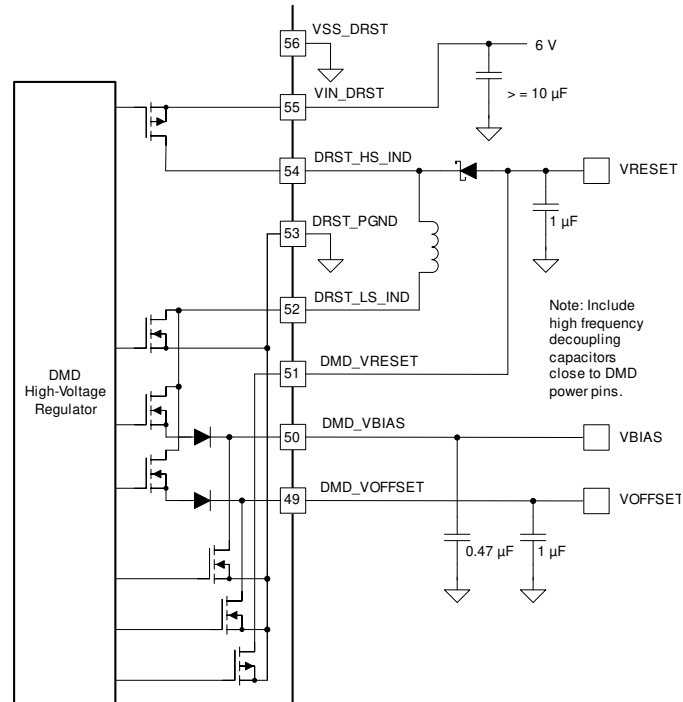 VSS_DRST
56
6 V
VIN_DRST
55
> = 10 µF
DRST_HS_IND
54
VRESET
DRST_PGND
1 µF
53
DRST_LS_IND
52
Note: Include
high frequency
decoupling
capacitors
close to DMD
power pins.
DMD
High-Voltage
Regulator
DMD_VRESET
51
DMD_VBIAS
50
VBIAS
DMD_VOFFSET
49
VOFFSET
0.47 µF
1 µF